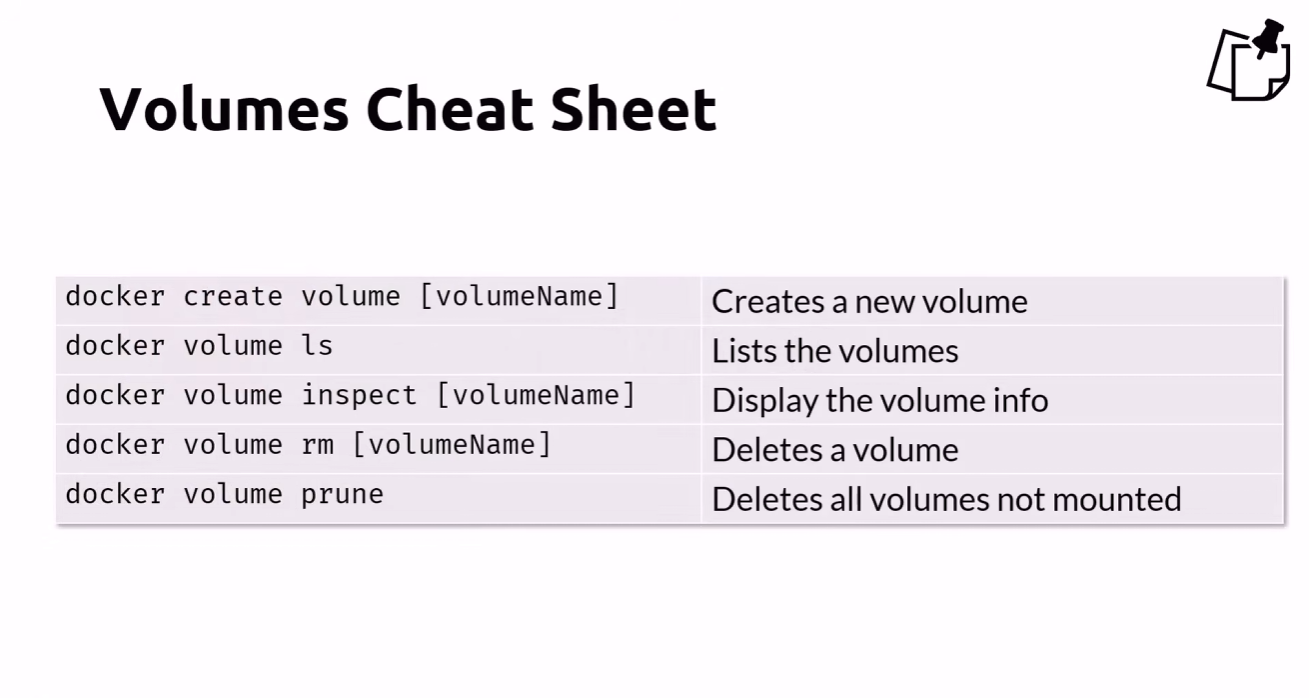 Volumes Cheat Sheet
docker create volume [volumeName] Creates a new volume
docker volume ls Lists the volumes
docker volume inspect [volumeName] Display the volume info
docker volume rm [volumeName] Deletes a volume
docker volume prune Deletes all volumes not mounted